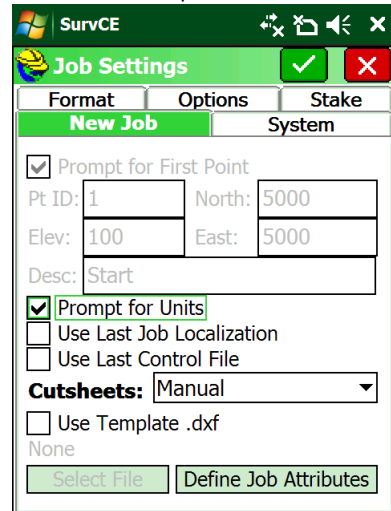 SurvCE
Job Settings
Format Options Stake
New Job System
Prompt for First Point
Pt ID: 1 North: 5000
Elev: 100 East: 5000
Desc: Start
Prompt for Units
Use Last Job Localization
Use Last Control File
Cutsheets: Manual
Use Template .dxf
None
Select File Define Job Attributes